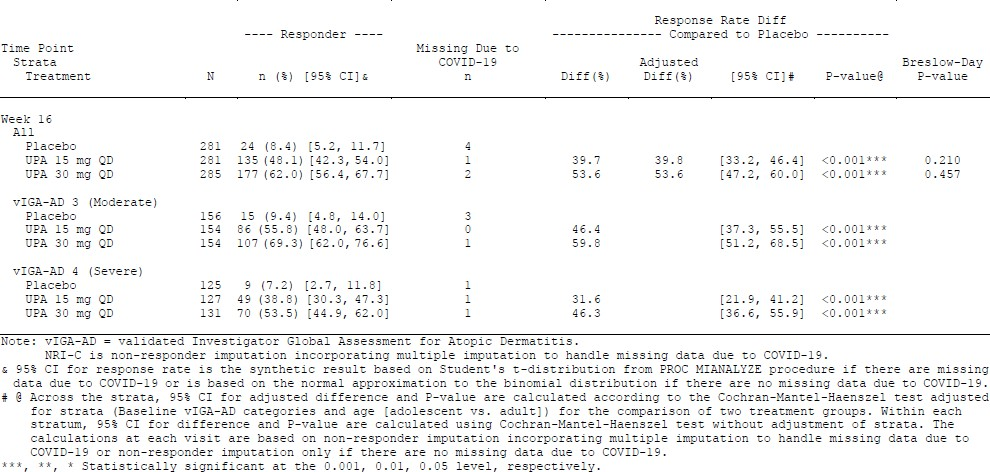 Response Rate Diff
---- Responder ---- --------------- Compared to Placebo ----------
Time Point Missing Due to
Strata COVID-19 Adjusted Breslow-Day
Treatment N n (%) [95% CI]& n Diff(%) Diff(%) [95% CI]# P-value@ P-value
Week 16
All
Placebo 281 24 (8.4) [5.2, 11.7] 4
UPA 15 mg QD 281 135 (48.1) [42.3, 54.0] 1 39.7 39.8 [33.2, 46.4] <0.001*** 0.210
UPA 30 mg QD 285 177 (62.0) [56.4, 67.7] 2 53.6 53.6 [47.2, 60.0] <0.001*** 0.457
vIGA-AD 3 (Moderate)
Placebo 156 15 (9.4) [4.8, 14.0] 3
UPA 15 mg QD 154 86 (55.8) [48.0, 63.7] 0 46.4 [37.3, 55.5] <0.001***
UPA 30 mg QD 154 107 (69.3) [62.0, 76.6] 1 59.8 [51.2, 68.5] <0.001***
vIGA-AD 4 (Severe)
Placebo 125 9 (7.2) [2.7, 11.8] 1
UPA 15 mg QD 127 49 (38.8) [30.3, 47.3] 1 31.6 [21.9, 41.2] <0.001***
UPA 30 mg QD 131 70 (53.5) [44.9, 62.0] 1 46.3 [36.6, 55.9] <0.001***
Note: vIGA-AD = validated Investigator Global Assessment for Atopic Dermatitis.
NRI-C is non-responder imputation incorporating multiple imputation to handle missing data due to COVID-19.
& 95% CI for response rate is the synthetic result based on Student's t-distribution from PROC MIANALYZE procedure if there are missing
data due to COVID-19 or is based on the normal approximation to the binomial distribution if there are no missing data due to COVID-19.
# @ Across the strata, 95% CI for adjusted difference and P-value are calculated according to the Cochran-Mantel-Haenszel test adjusted
for strata (Baseline vIGA-AD categories and age [adolescent vs. adult]) for the comparison of two treatment groups. Within each
stratum, 95% CI for difference and P-value are calculated using Cochran-Mantel-Haenszel test without adjustment of strata. The
calculations at each visit are based on non-responder imputation incorporating multiple imputation to handle missing data due to
COVID-19 or non-responder imputation only if there are no missing data due to COVID-19.
***, **, * Statistically significant at the 0.001, 0.01, 0.05 level, respectively.